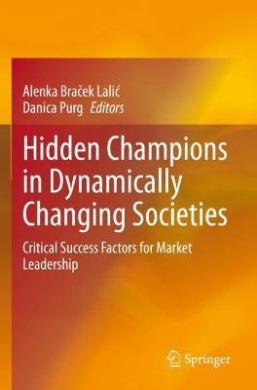 Alenka Braček Lalić
Danica Purg Editors
Hidden Champions
in Dynamically
Changing Societies
Critical Success Factors for Market
Leadership
Springer